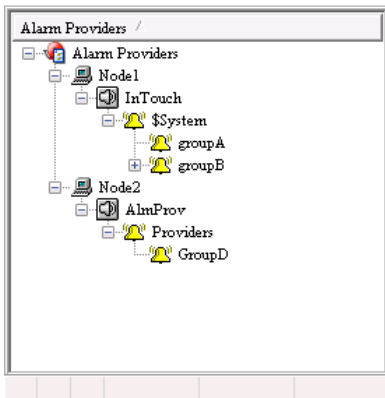 Alarm Providers /
Alarm Providers
Node1
InTouch
$System
groupA
groupB
Node2
AlmProv
Providers
GroupD